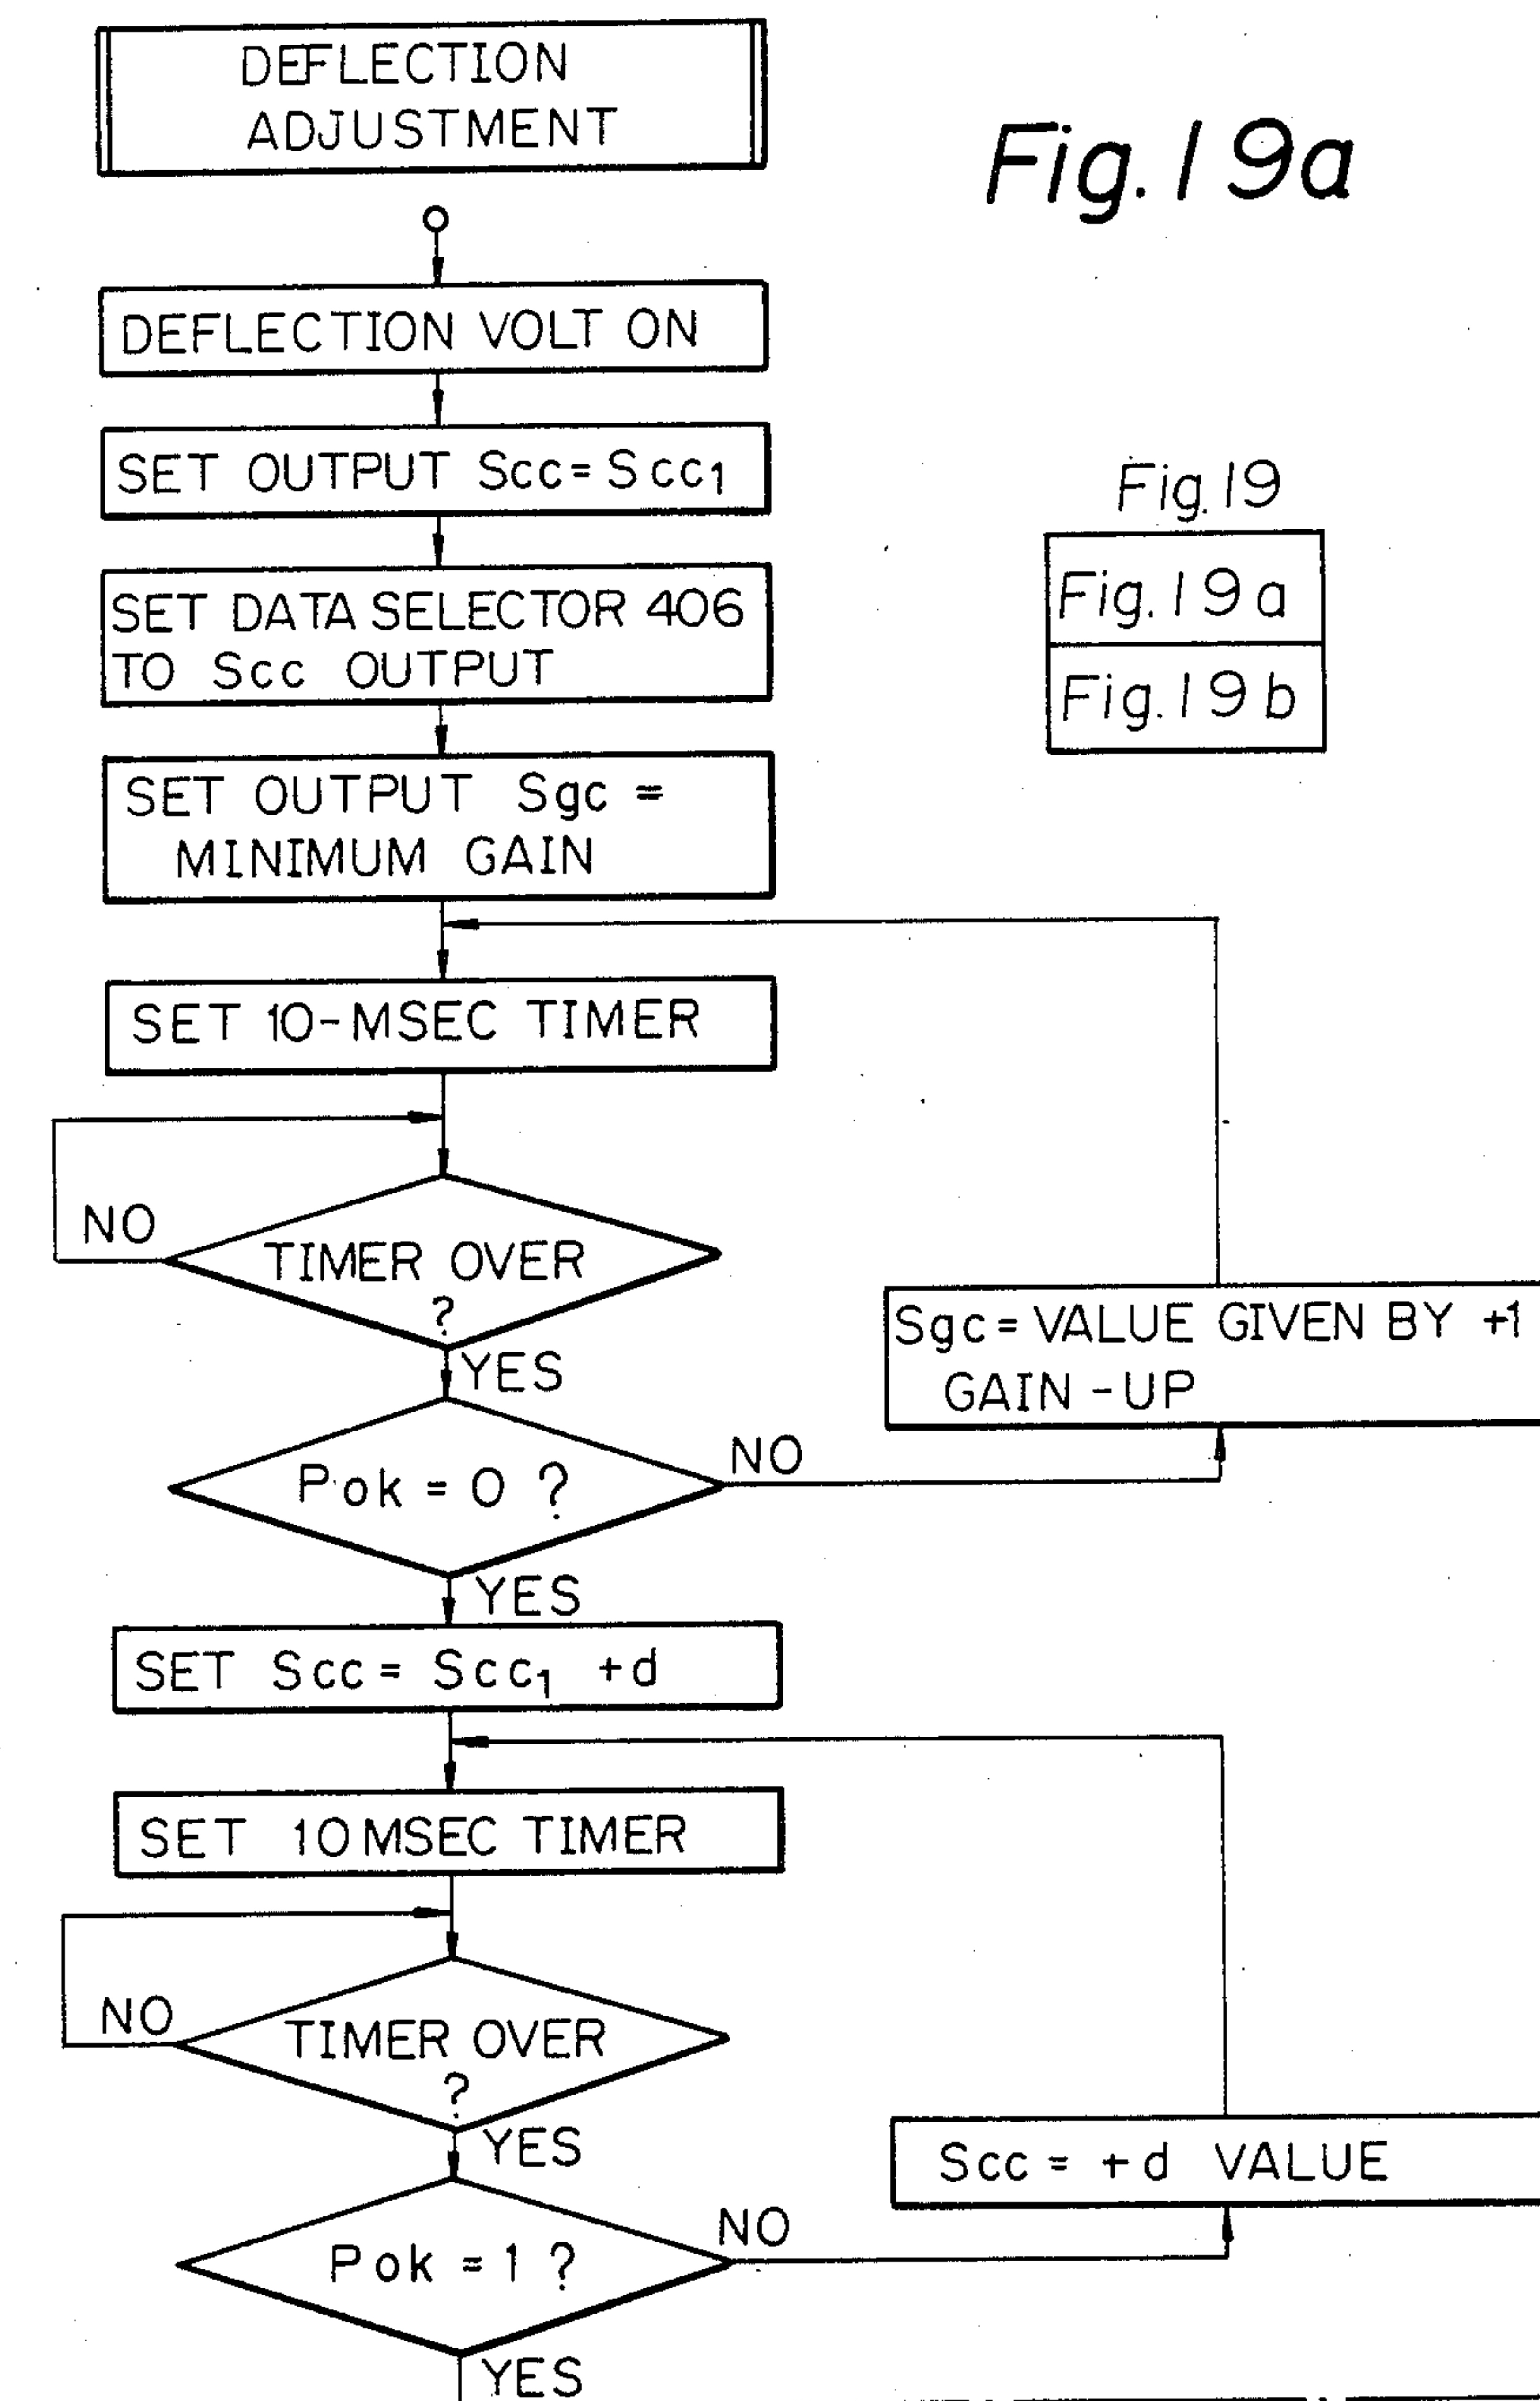 DEFLECTION
ADJUSTMENT
Fig. 19a
DEFLECTION VOLT ON
SET OUTPUT Scc = Scc1
Fig. 19
Fig. 19a
Fig. 19b
SET DATA SELECTOR 406
TO Scc OUTPUT
SET OUTPUT Sgc =
MINIMUM GAIN
SET 10-MSEC TIMER
NO
TIMER OVER
?
YES
Sgc = VALUE GIVEN BY +1
GAIN-UP
Pok = 0 ?
NO
YES
SET Scc = Scc1 +d
SET 10MSEC TIMER
NO
TIMER OVER
?
YES
Scc = +d VALUE
Pok = 1 ?
NO
YES